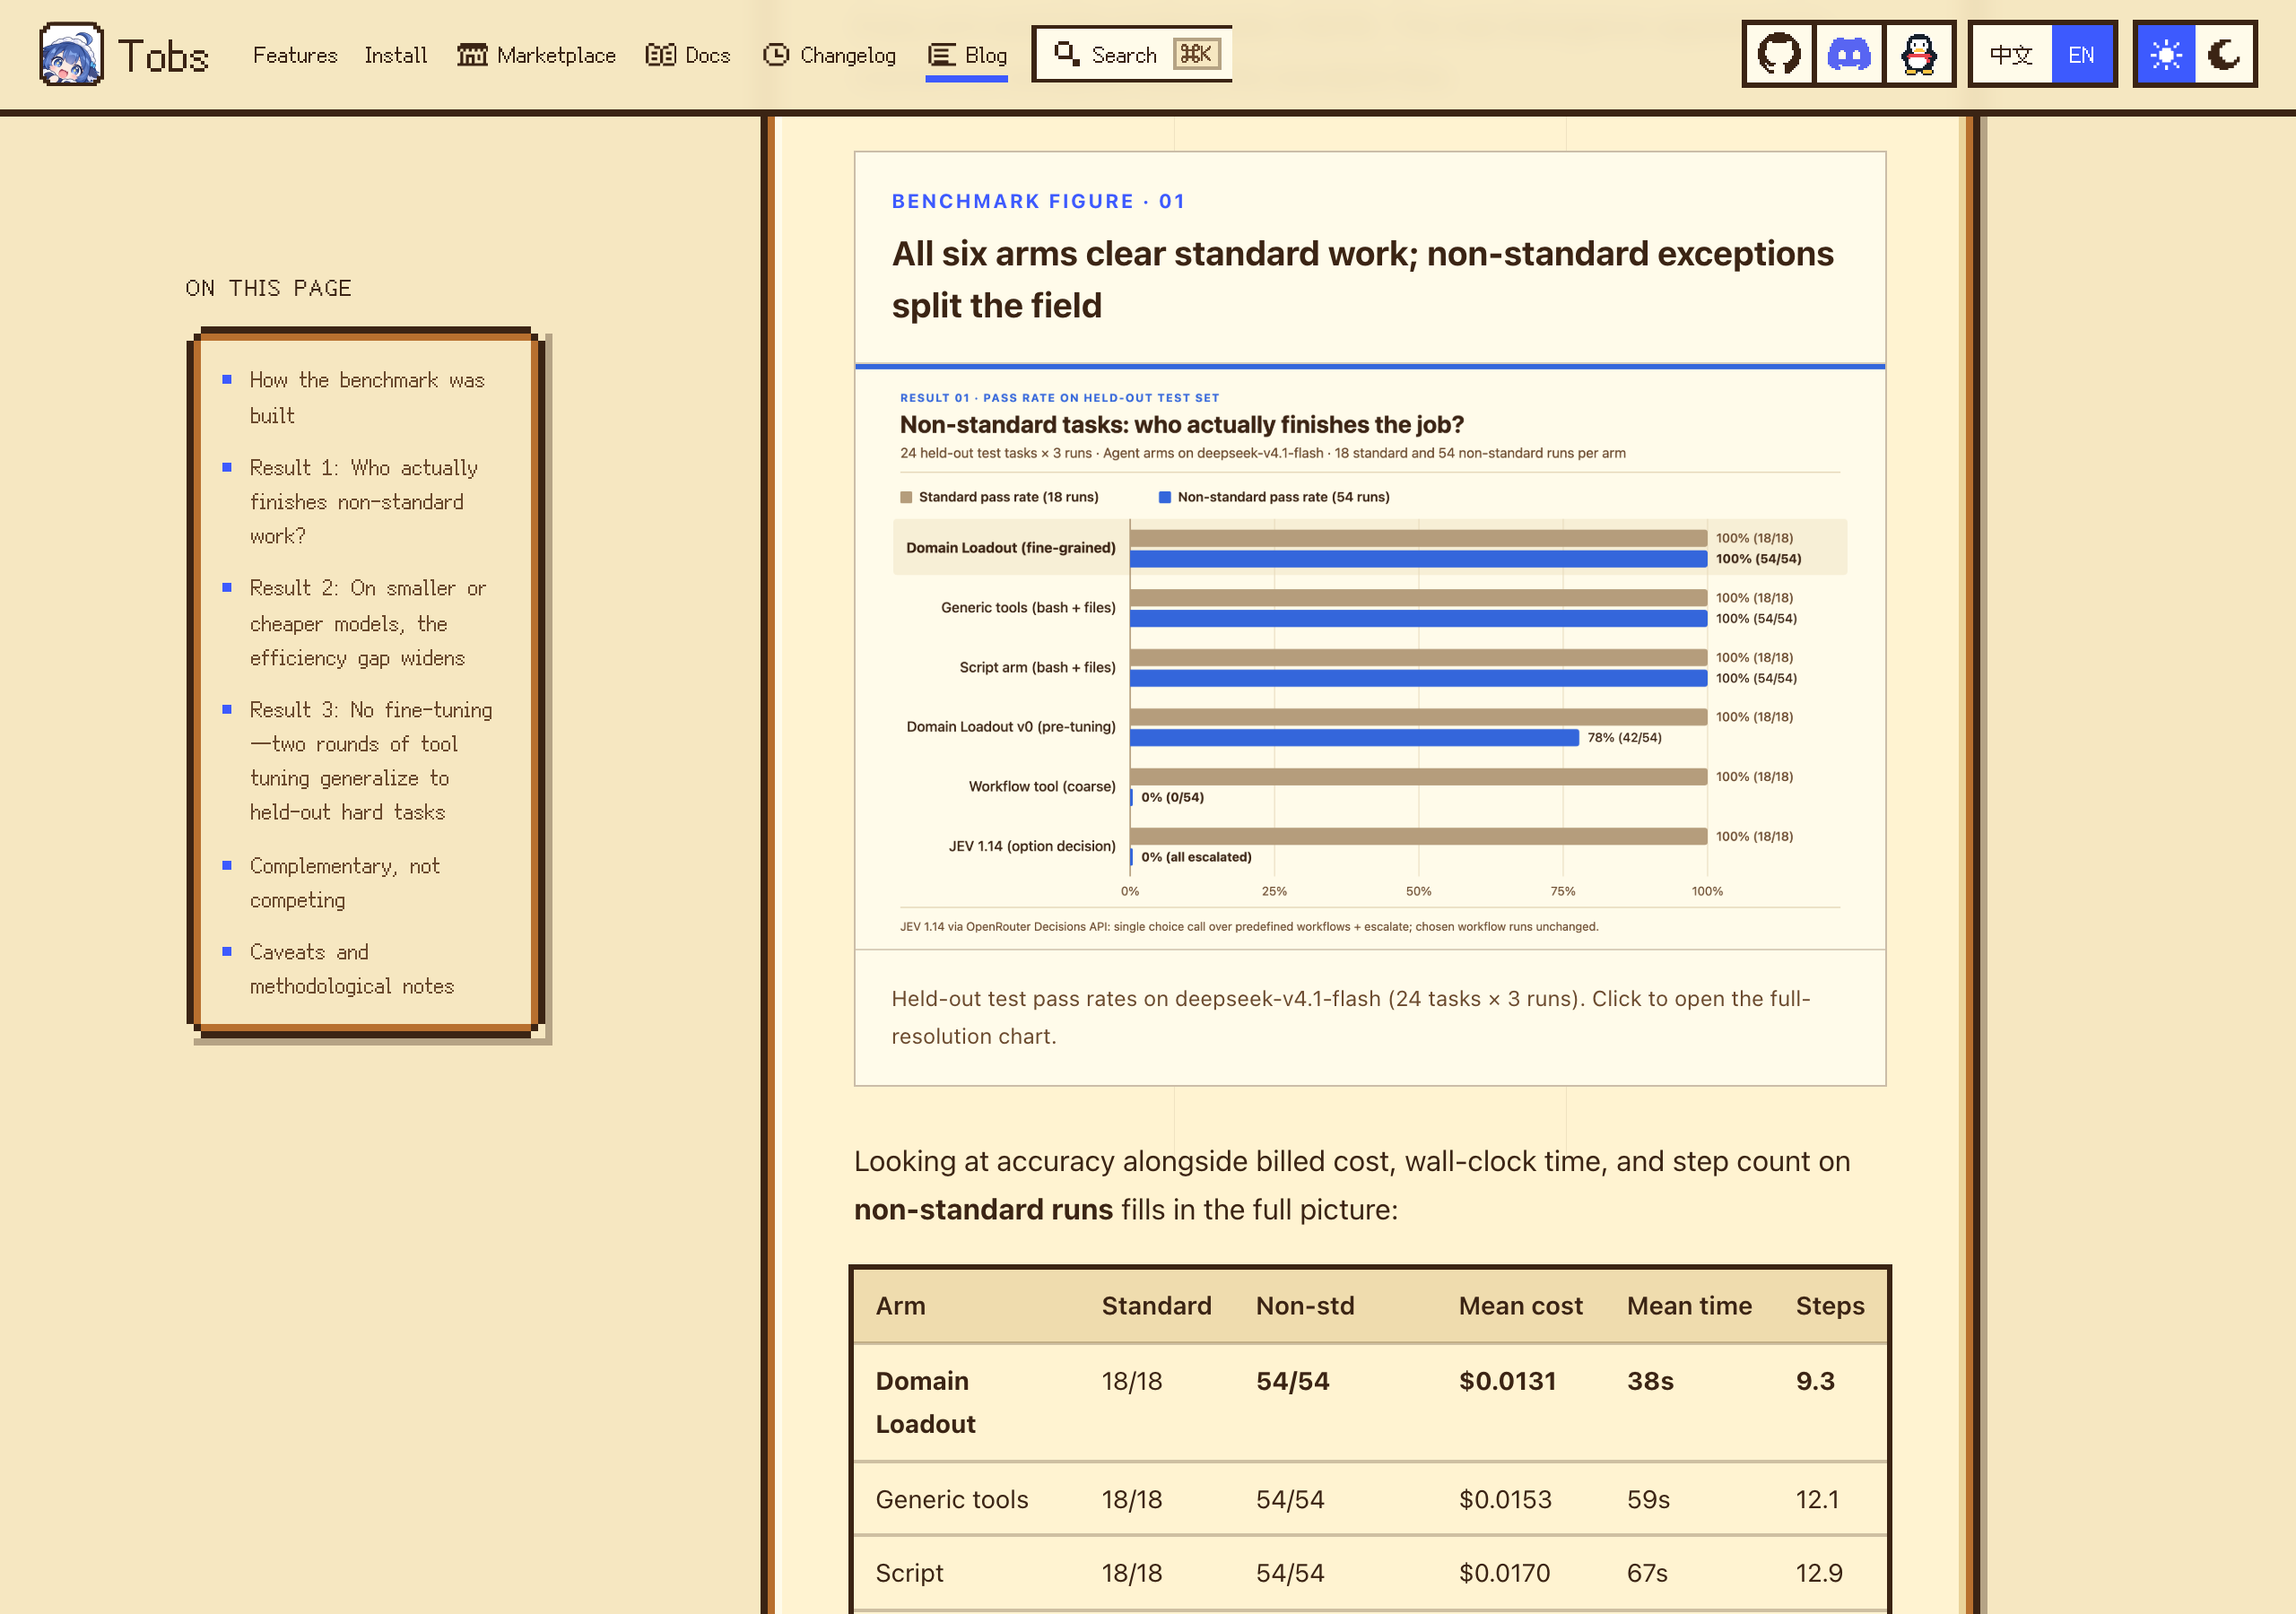 Tobs
Features
Install
Marketplace
Docs
Changelog
Blog
Search
⌘K
中文
EN
ON THIS PAGE
How the benchmark was
built
Result 1: Who actually
finishes non-standard
work?
Result 2: On smaller or
cheaper models, the
efficiency gap widens
Result 3: No fine-tuning
—two rounds of tool
tuning generalize to
held-out hard tasks
Complementary, not
competing
Caveats and
methodological notes
BENCHMARK FIGURE · 01
All six arms clear standard work; non-standard exceptions
split the field
RESULT 01 · PASS RATE ON HELD-OUT TEST SET
Non-standard tasks: who actually finishes the job?
24 held-out test tasks × 3 runs · Agent arms on deepseek-v4.1-flash · 18 standard and 54 non-standard runs per arm
Standard pass rate (18 runs)
Non-standard pass rate (54 runs)
Domain Loadout (fine-grained)
100% (18/18)
100% (54/54)
Generic tools (bash + files)
100% (18/18)
100% (54/54)
Script arm (bash + files)
100% (18/18)
100% (54/54)
Domain Loadout v0 (pre-tuning)
100% (18/18)
78% (42/54)
Workflow tool (coarse)
100% (18/18)
0% (0/54)
JEV 1.14 (option decision)
100% (18/18)
0% (all escalated)
0%
25%
50%
75%
100%
JEV 1.14 via OpenRouter Decisions API: single choice call over predefined workflows + escalate; chosen workflow runs unchanged.
Held-out test pass rates on deepseek-v4.1-flash (24 tasks × 3 runs). Click to open the full-
resolution chart.
Looking at accuracy alongside billed cost, wall-clock time, and step count on
non-standard runs fills in the full picture:
Arm Standard Non-std Mean cost Mean time Steps
Domain Loadout 18/18 54/54 $0.0131 38s 9.3
Generic tools 18/18 54/54 $0.0153 59s 12.1
Script 18/18 54/54 $0.0170 67s 12.9